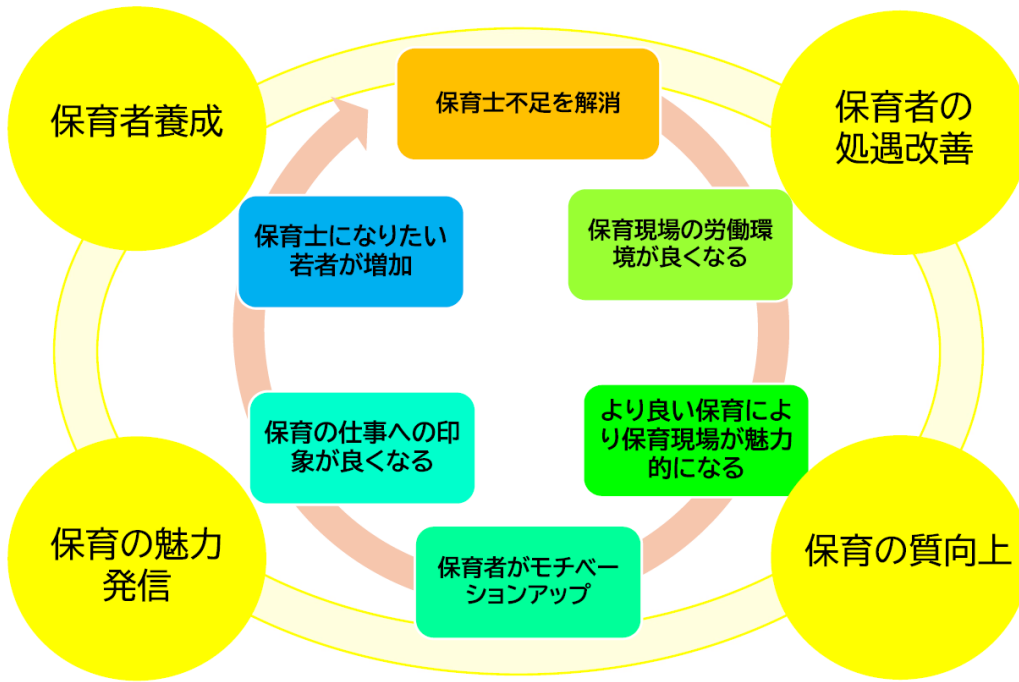 保育者養成
保育士不足を解消
保育者の
処遇改善
保育士になりたい
若者が増加
保育現場の労働環
境が良くなる
保育の仕事への印
象が良くなる
より良い保育によ
り保育現場が魅力
的になる
保育の魅力
発信
保育者がモチベー
ションアップ
保育の質向上